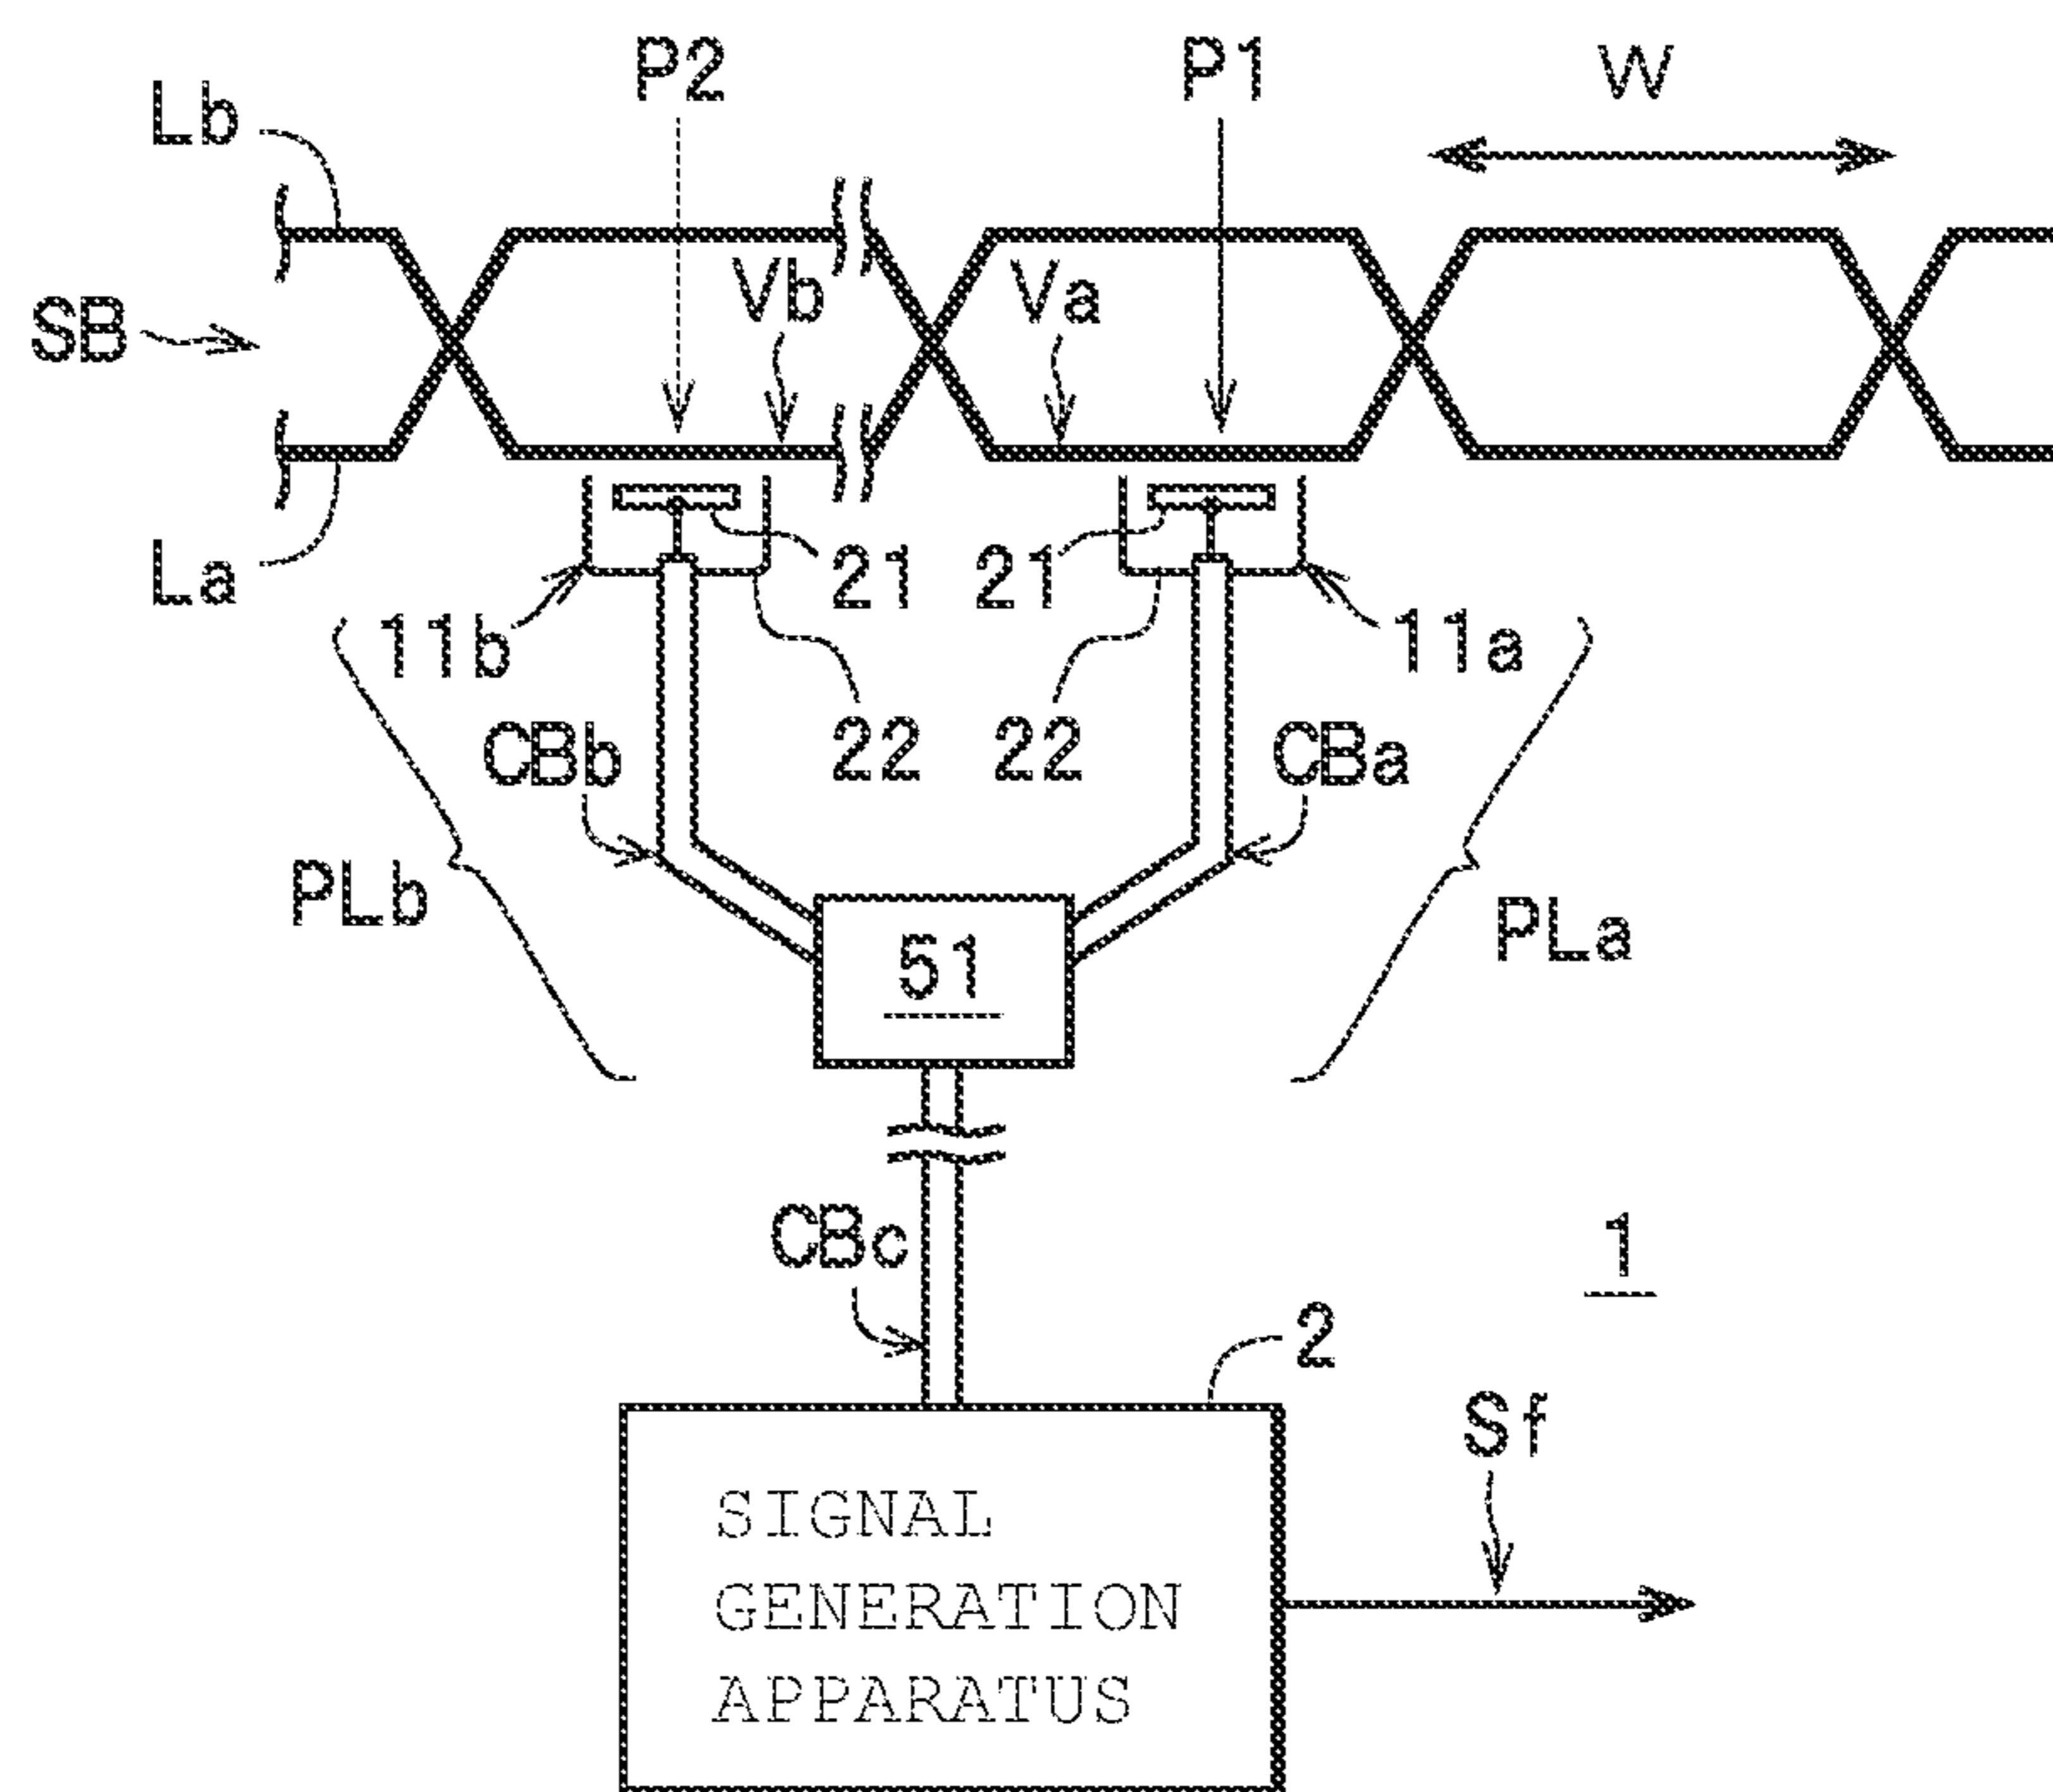 P2
P1
W
Lb
Vb
Va
SB
La
21
21
11b
11a
22
22
CBb
CBa
PLb
PLa
51
CBc
1
2
Sf
SIGNAL
GENERATION
APPARATUS